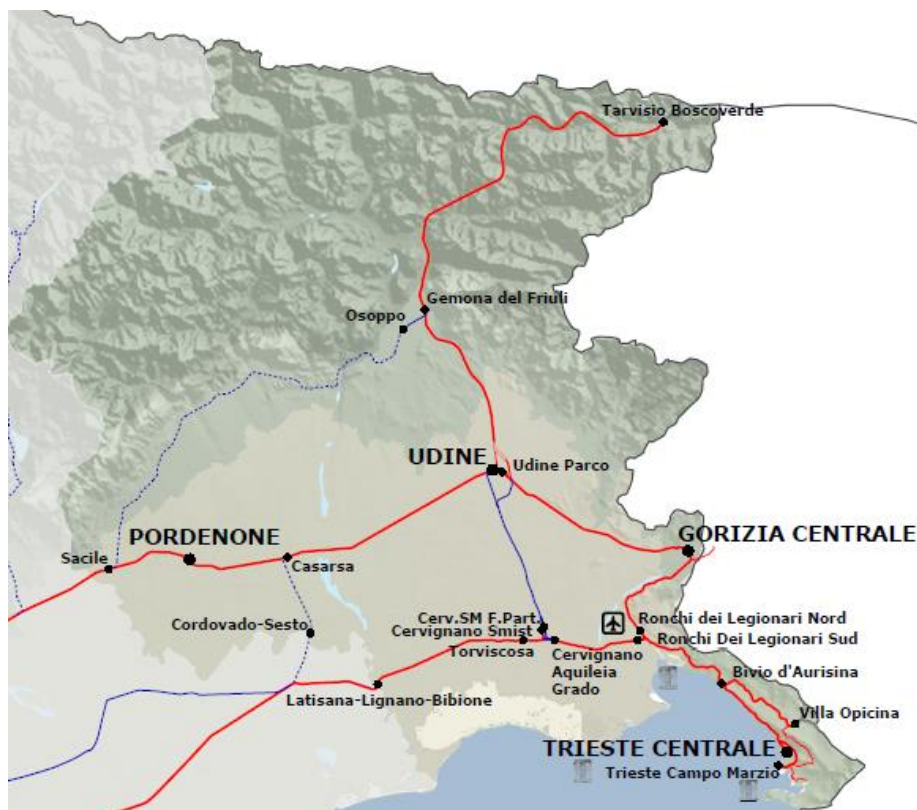 Tarvisio Boscoverde
Gemona del Friuli
Osoppo
UDINE
Udine Parco
PORDENONE
GORIZIA CENTRALE
Sacile
Casarsa
Cordovado-Sesto
Cerv.SM F.Part.
Cervignano Smist
Torviscosa
Ronchi dei Legionari Nord
Ronchi Dei Legionari Sud
Cervignano
Aquileia
Grado
Bivio d'Aurisina
Latisana-Lignano-Bibione
Villa Opicina
TRIESTE CENTRALE
Trieste Campo Marzio